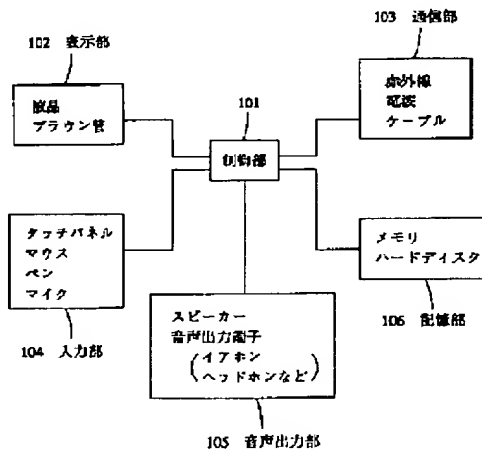 102 表示部
液晶
ブラウン管
103 通信部
赤外線
電波
ケーブル
101
制御部
タッチパネル
マウス
ペン
マイク
104 入力部
メモリ
ハードディスク
106 記憶部
スピーカー
音声出力端子
(イアホン
ヘッドホンなど)
105 音声出力部